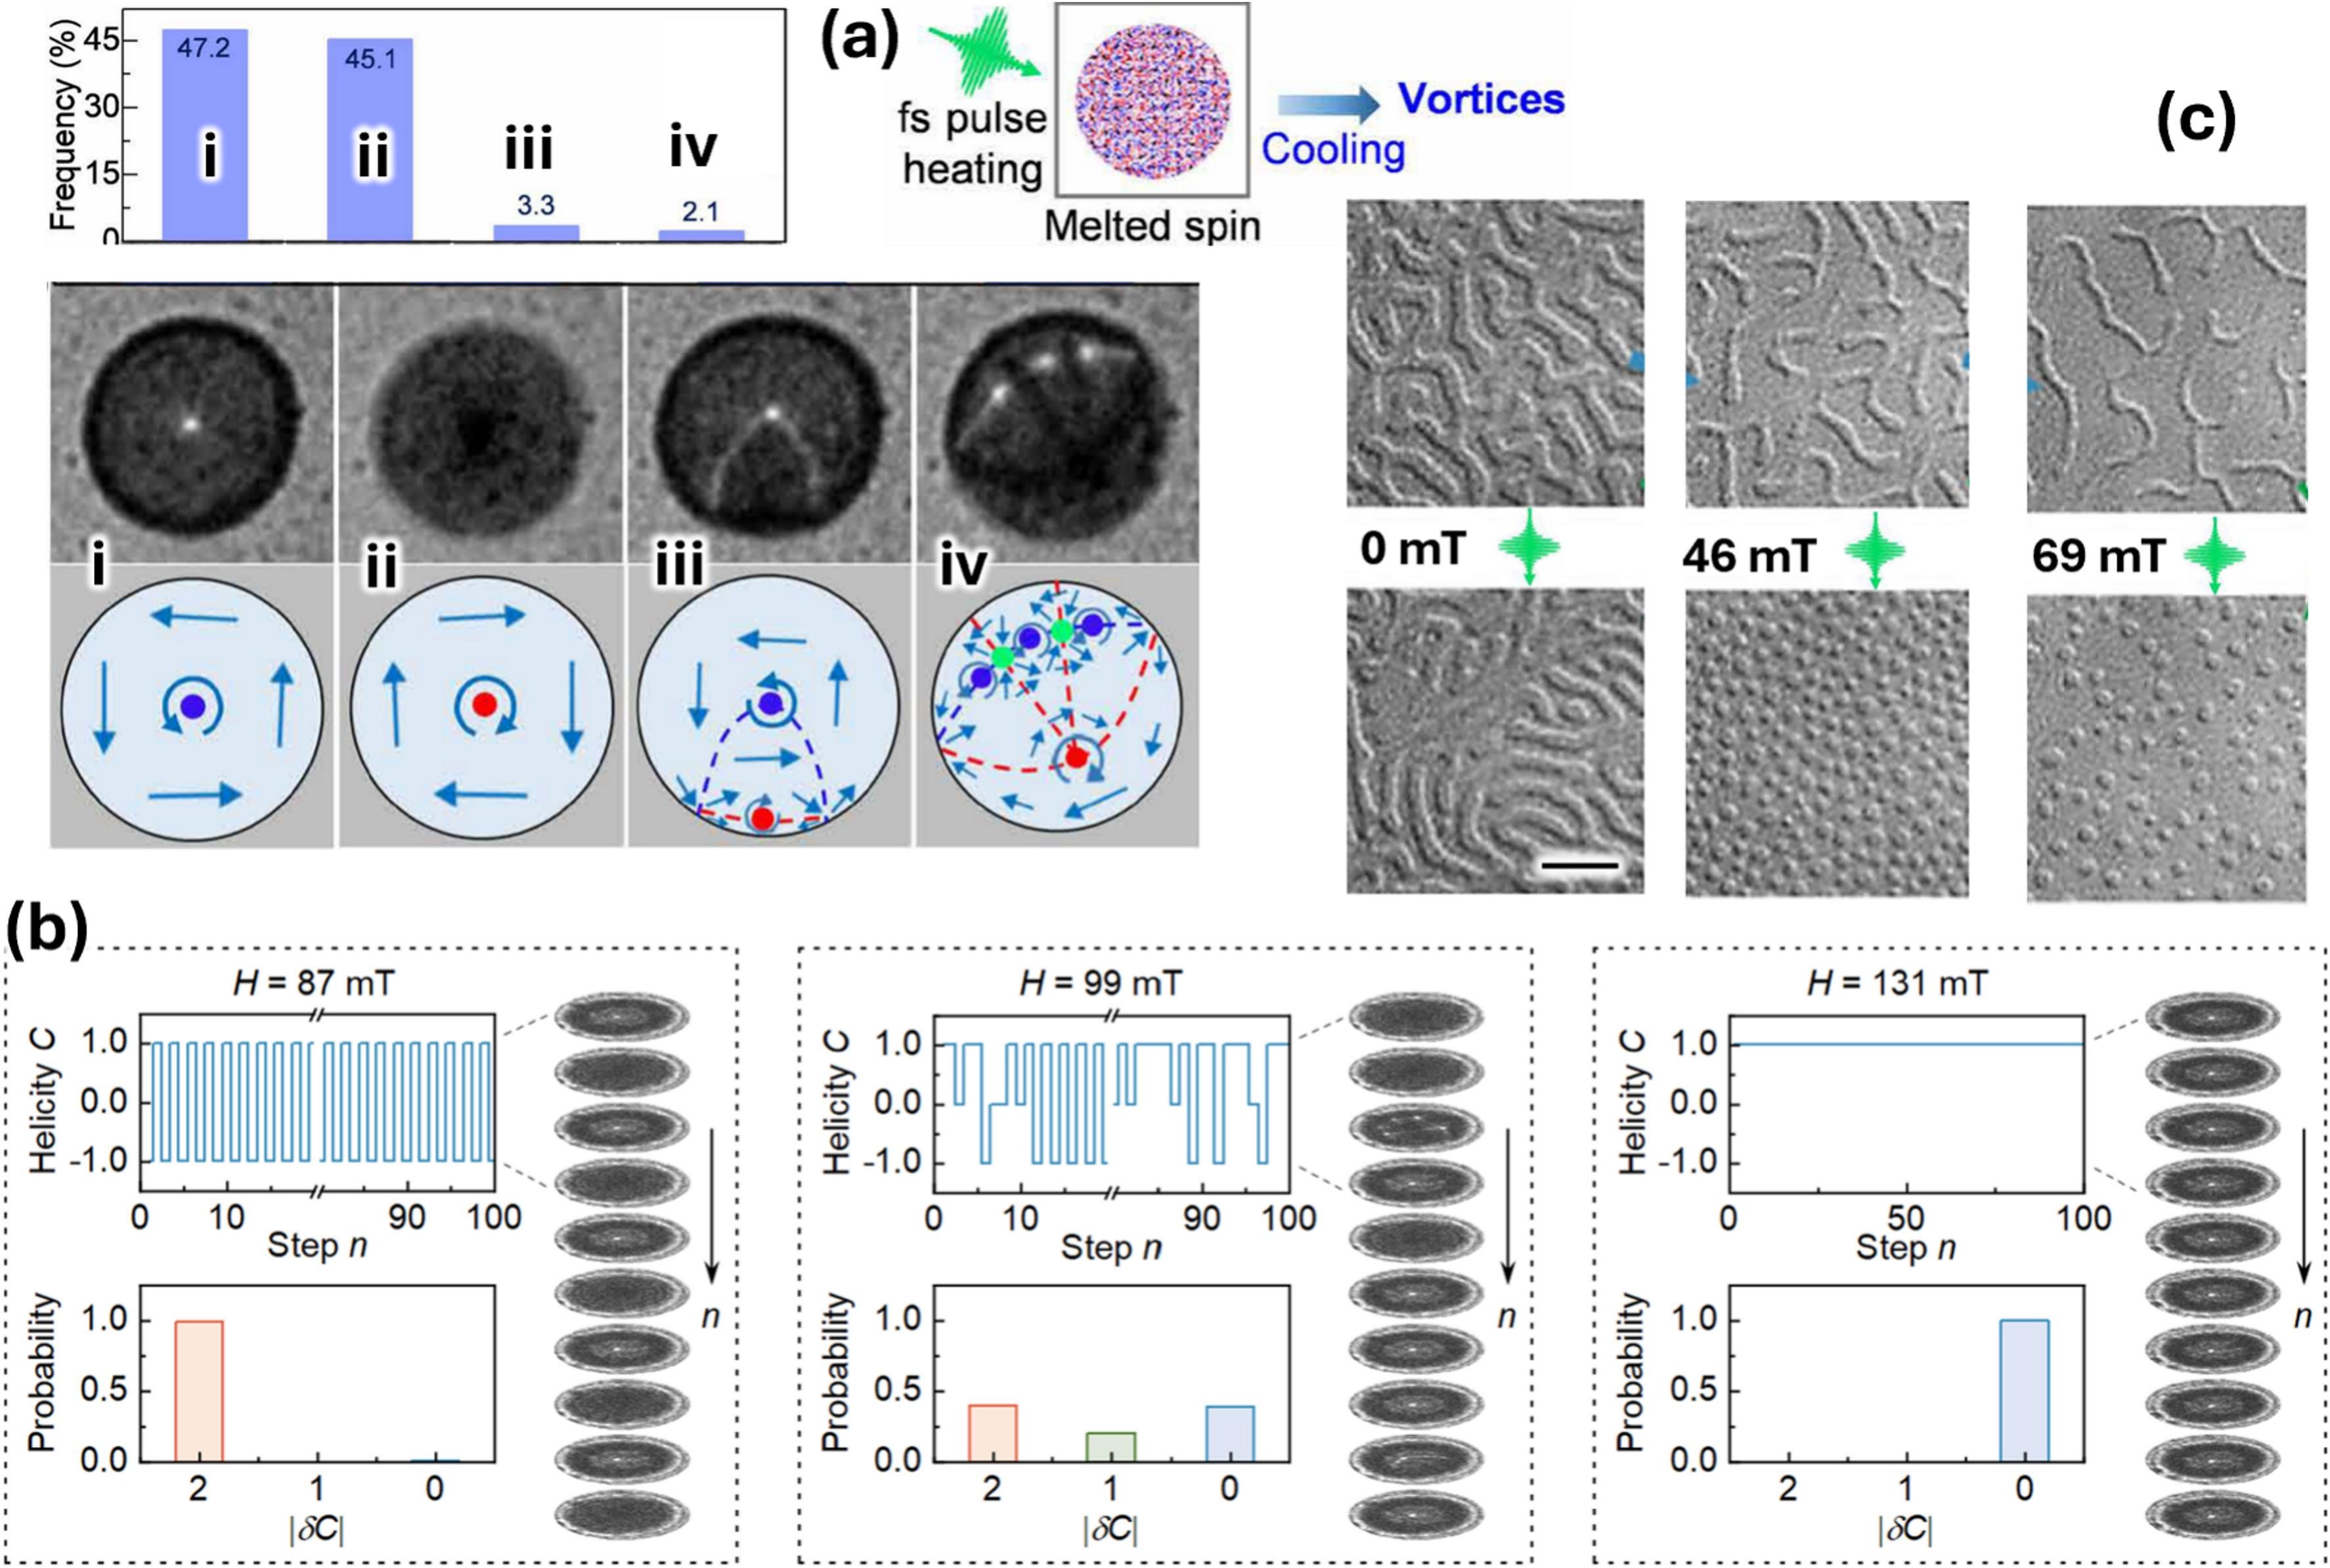 (a)
Frequency (%)
45
30
15
0
47.2
45.1
3.3
2.1
i
ii
iii
iv
fs pulse
heating
Melted spin
Cooling
Vortices
i
ii
iii
iv
(c)
0 mT
46 mT
69 mT
(b)
H = 87 mT
Helicity C
1.0
0.0
-1.0
0 10 90 100
Step n
Probability
1.0
0.5
0.0
2 1 0
|δC|
n
H = 99 mT
Helicity C
1.0
0.0
-1.0
0 10 90 100
Step n
Probability
1.0
0.5
0.0
2 1 0
|δC|
n
H = 131 mT
Helicity C
1.0
0.0
-1.0
0 50 100
Step n
Probability
1.0
0.5
0.0
2 1 0
|δC|
n